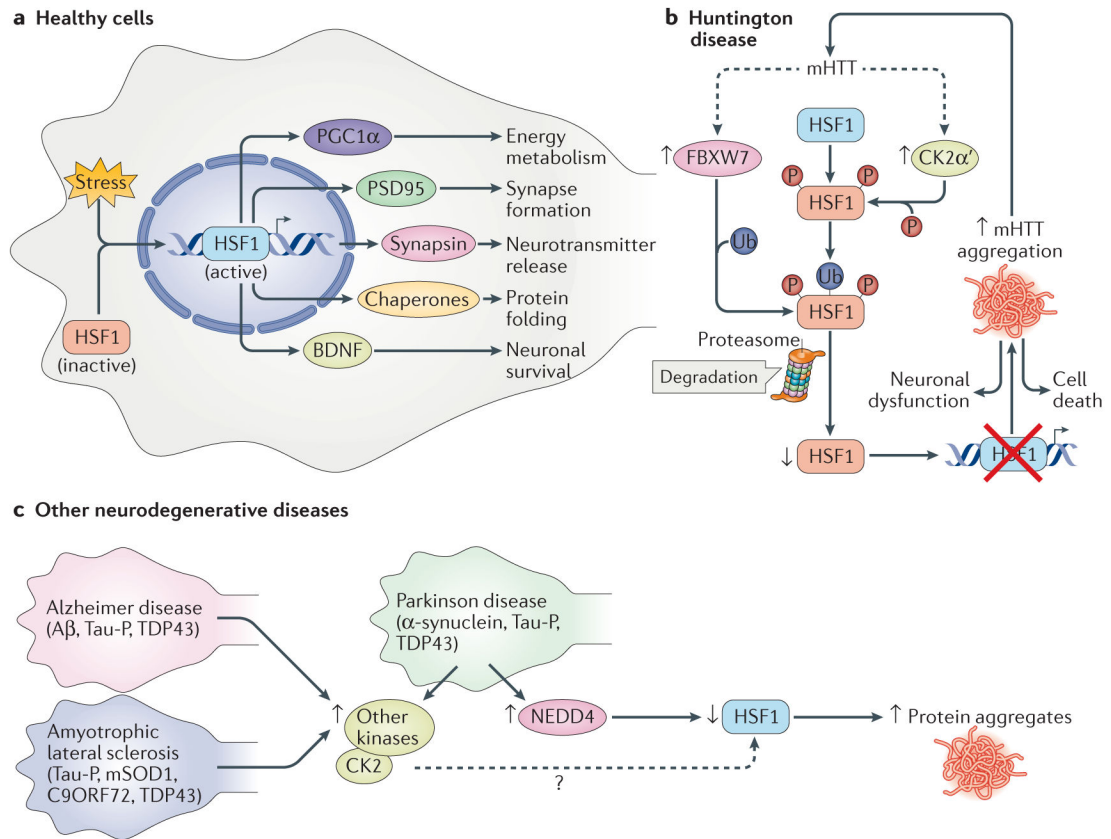 a Healthy cells
Stress
HSF1
(inactive)
HSF1
(active)
PGC1α
Energy
metabolism
PSD95
Synapse
formation
Synapsin
Neurotransmitter
release
Chaperones
Protein
folding
BDNF
Neuronal
survival
b Huntington
disease
mHTT
HSF1
↑ FBXW7
↑ CK2α′
P
P
HSF1
P
Ub
Ub
P
P
HSF1
Proteasome
Degradation
↓ HSF1
HSF1
↑ mHTT
aggregation
Neuronal
dysfunction
Cell
death
c Other neurodegenerative diseases
Alzheimer disease
(Aβ, Tau-P, TDP43)
Amyotrophic
lateral sclerosis
(Tau-P, mSOD1,
C9ORF72, TDP43)
Parkinson disease
(α-synuclein, Tau-P,
TDP43)
↑ Other
kinases
CK2
↑ NEDD4
↓ HSF1
?
↑ Protein aggregates